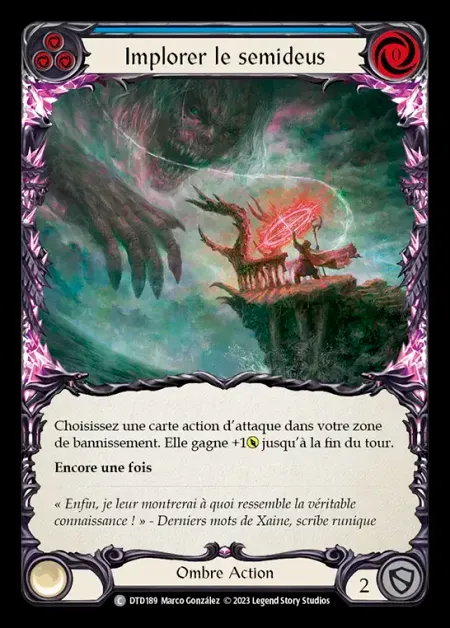 Implorer le semideus
0
Choisissez une carte action d'attaque dans votre zone
de bannissement. Elle gagne +1 jusqu'à la fin du tour.
Encore une fois
« Enfin, je leur montrerai à quoi ressemble la véritable
connaissance ! » - Derniers mots de Xaine, scribe runique
Ombre Action
2
C DTD189 Marco González © 2023 Legend Story Studios